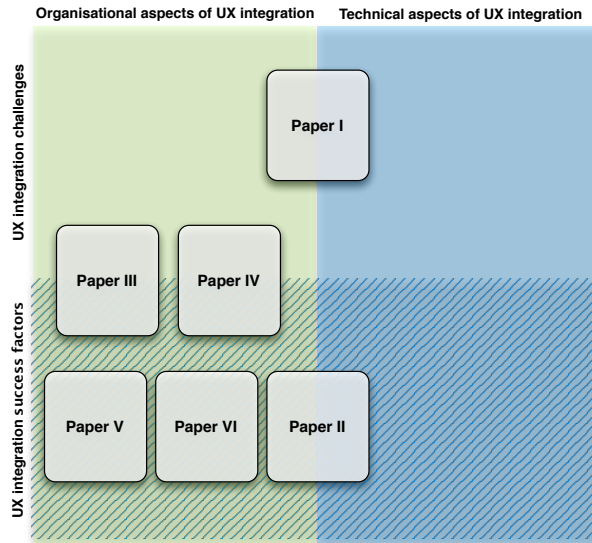 Organisational aspects of UX integration
Technical aspects of UX integration
UX integration challenges
Paper I
Paper III
Paper IV
UX integration success factors
Paper V
Paper VI
Paper II